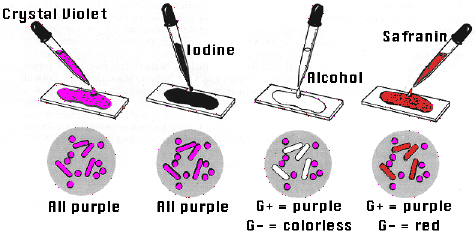 Crystal Violet
Iodine
Alcohol
Safranin
All purple
All purple
G+ = purple
G- = colorless
G+ = purple
G- = red